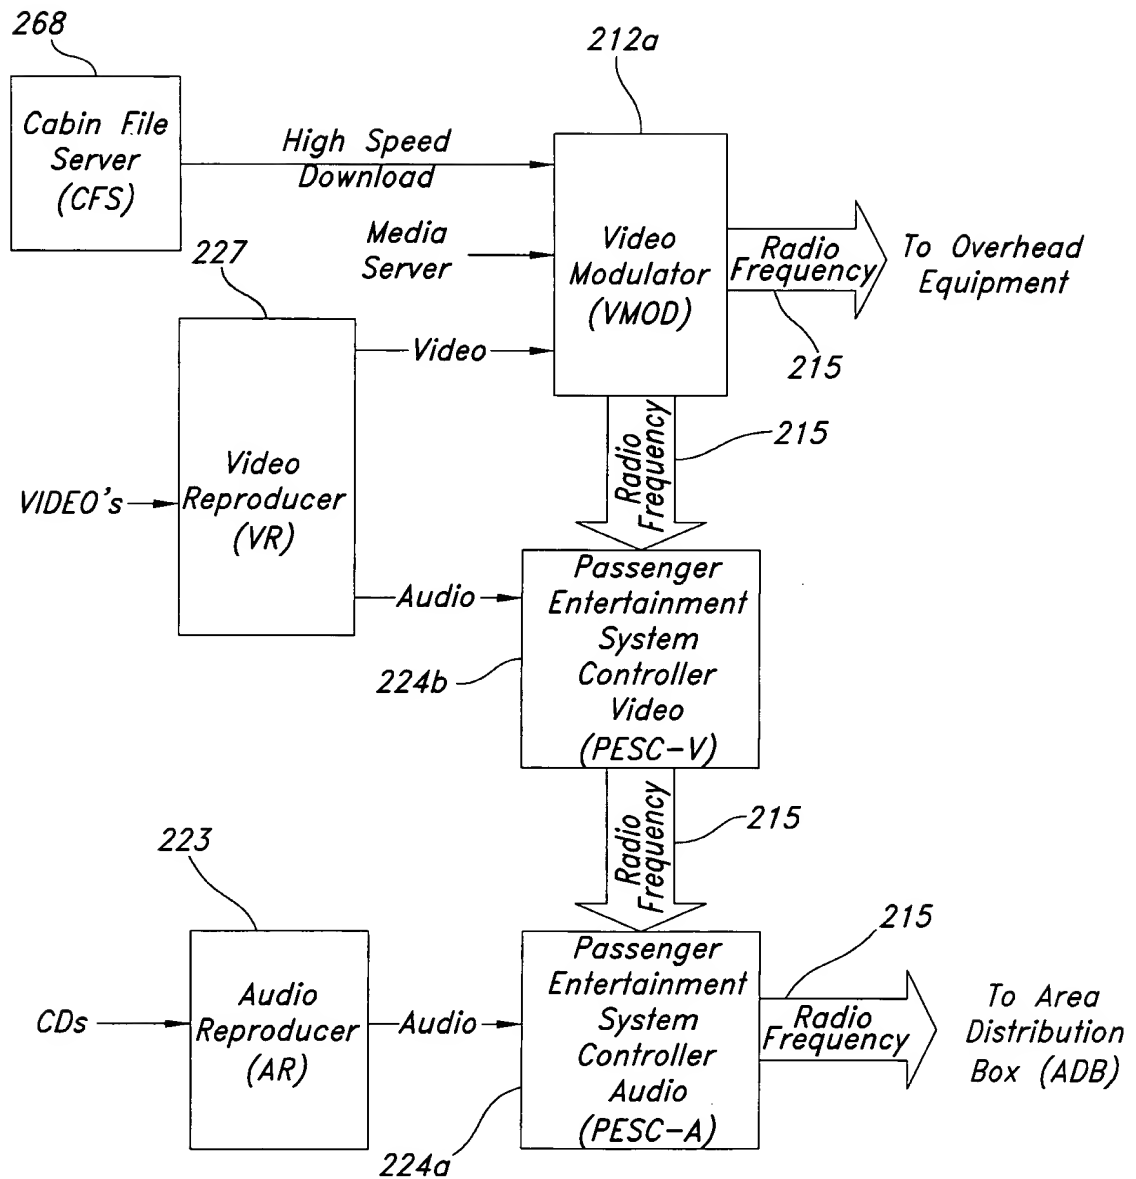 268
212a
Cabin File
Server
(CFS)
High Speed
Download
Media
Server
227
Video
Modulator
(VMOD)
Radio
Frequency
To Overhead
Equipment
215
Video
215
Radio
Frequency
VIDEO's
Video
Reproducer
(VR)
Audio
Passenger
Entertainment
System
Controller
Video
(PESC-V)
224b
Radio
Frequency
215
223
215
CDs
Audio
Reproducer
(AR)
Audio
Passenger
Entertainment
System
Controller
Audio
(PESC-A)
Radio
Frequency
To Area
Distribution
Box (ADB)
224a